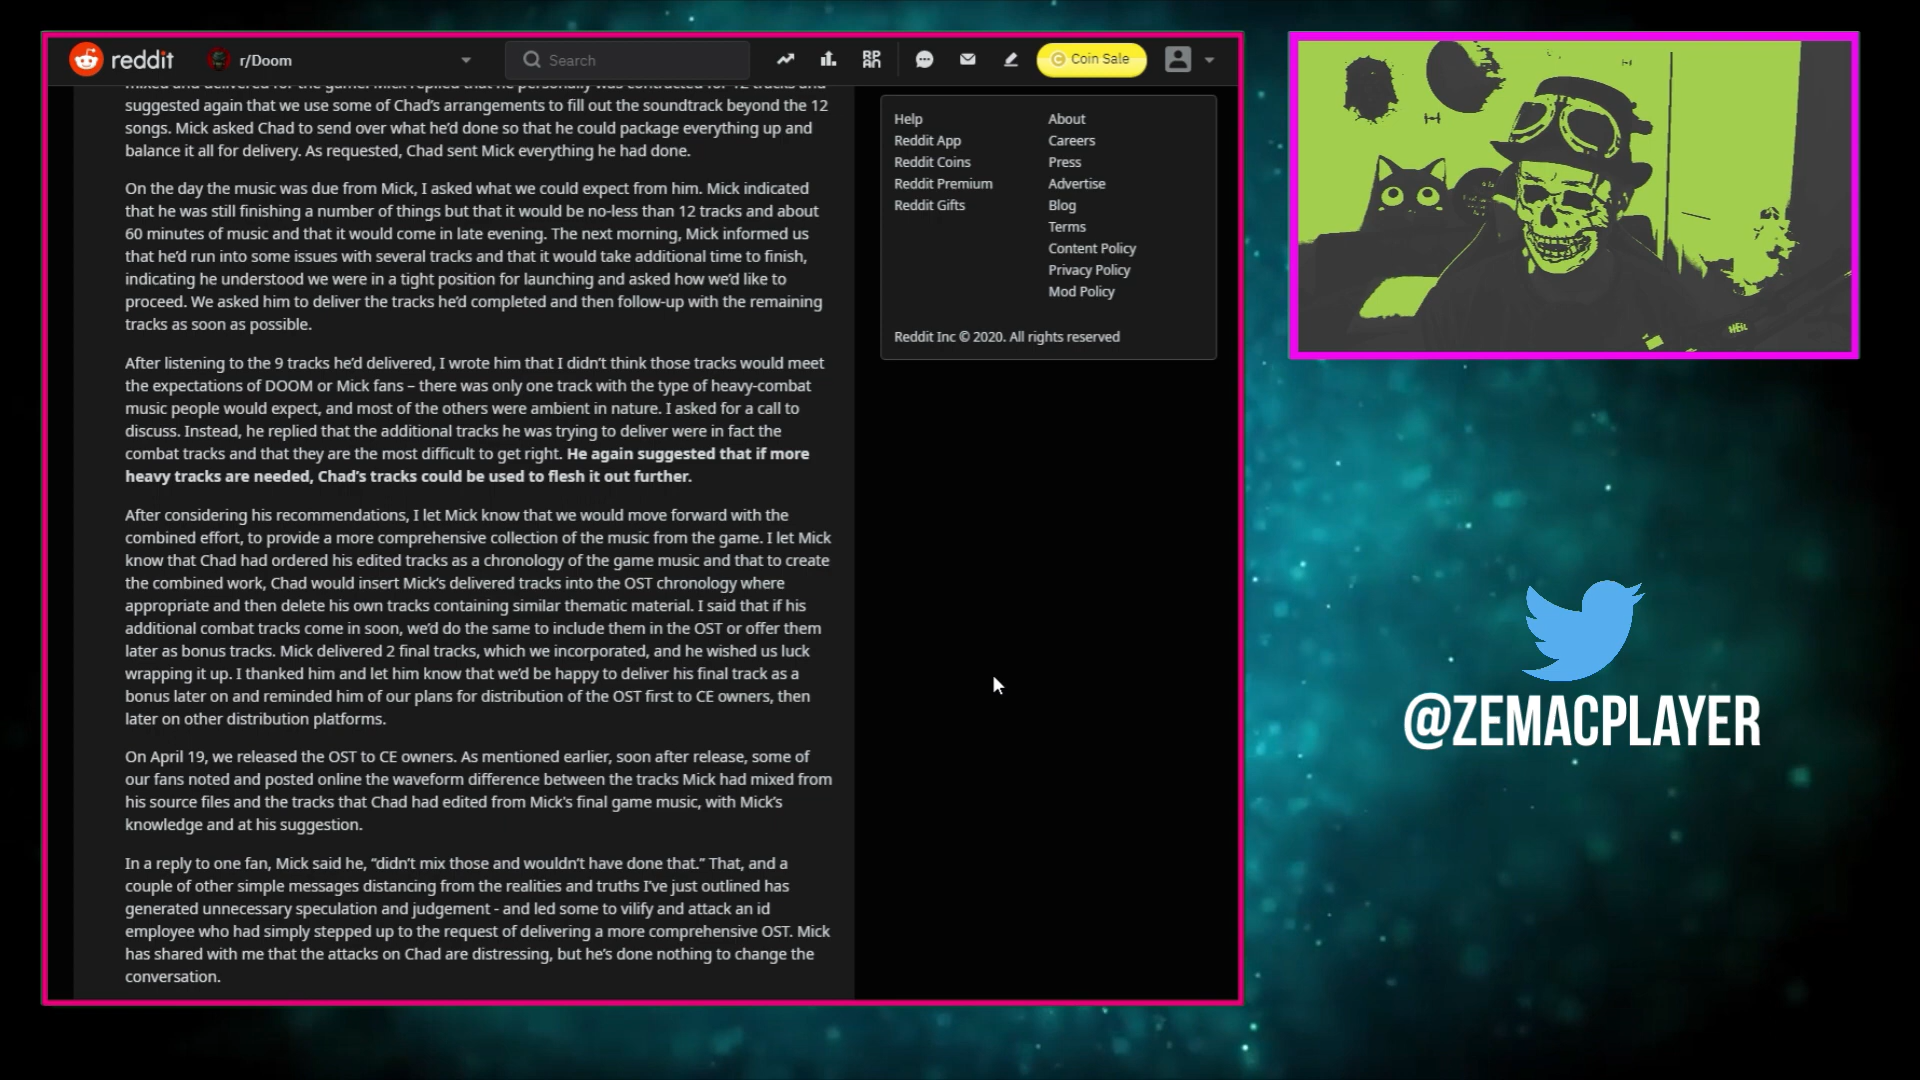 reddit
r/Doom
Search
Coin Sale
mixed and delivered for the game. Mick replied that he personally was contracted for 12 tracks and
suggested again that we use some of Chad's arrangements to fill out the soundtrack beyond the 12
songs. Mick asked Chad to send over what he'd done so that he could package everything up and
balance it all for delivery. As requested, Chad sent Mick everything he had done.
On the day the music was due from Mick, I asked what we could expect from him. Mick indicated
that he was still finishing a number of things but that it would be no-less than 12 tracks and about
60 minutes of music and that it would come in late evening. The next morning, Mick informed us
that he'd run into some issues with several tracks and that it would take additional time to finish,
indicating he understood we were in a tight position for launching and asked how we'd like to
proceed. We asked him to deliver the tracks he'd completed and then follow-up with the remaining
tracks as soon as possible.
After listening to the 9 tracks he'd delivered, I wrote him that I didn't think those tracks would meet
the expectations of DOOM or Mick fans – there was only one track with the type of heavy-combat
music people would expect, and most of the others were ambient in nature. I asked for a call to
discuss. Instead, he replied that the additional tracks he was trying to deliver were in fact the
combat tracks and that they are the most difficult to get right. He again suggested that if more
heavy tracks are needed, Chad's tracks could be used to flesh it out further.
After considering his recommendations, I let Mick know that we would move forward with the
combined effort, to provide a more comprehensive collection of the music from the game. I let Mick
know that Chad had ordered his edited tracks as a chronology of the game music and that to create
the combined work, Chad would insert Mick's delivered tracks into the OST chronology where
appropriate and then delete his own tracks containing similar thematic material. I said that if his
additional combat tracks come in soon, we'd do the same to include them in the OST or offer them
later as bonus tracks. Mick delivered 2 final tracks, which we incorporated, and he wished us luck
wrapping it up. I thanked him and let him know that we'd be happy to deliver his final track as a
bonus later on and reminded him of our plans for distribution of the OST first to CE owners, then
later on other distribution platforms.
On April 19, we released the OST to CE owners. As mentioned earlier, soon after release, some of
our fans noted and posted online the waveform difference between the tracks Mick had mixed from
his source files and the tracks that Chad had edited from Mick's final game music, with Mick's
knowledge and at his suggestion.
In a reply to one fan, Mick said he, “didn't mix those and wouldn't have done that.” That, and a
couple of other simple messages distancing from the realities and truths I've just outlined has
generated unnecessary speculation and judgement - and led some to vilify and attack an id
employee who had simply stepped up to the request of delivering a more comprehensive OST. Mick
has shared with me that the attacks on Chad are distressing, but he's done nothing to change the
conversation.
Help
Reddit App
Reddit Coins
Reddit Premium
Reddit Gifts
About
Careers
Press
Advertise
Blog
Terms
Content Policy
Privacy Policy
Mod Policy
Reddit Inc © 2020. All rights reserved
@ZEMACPLAYER